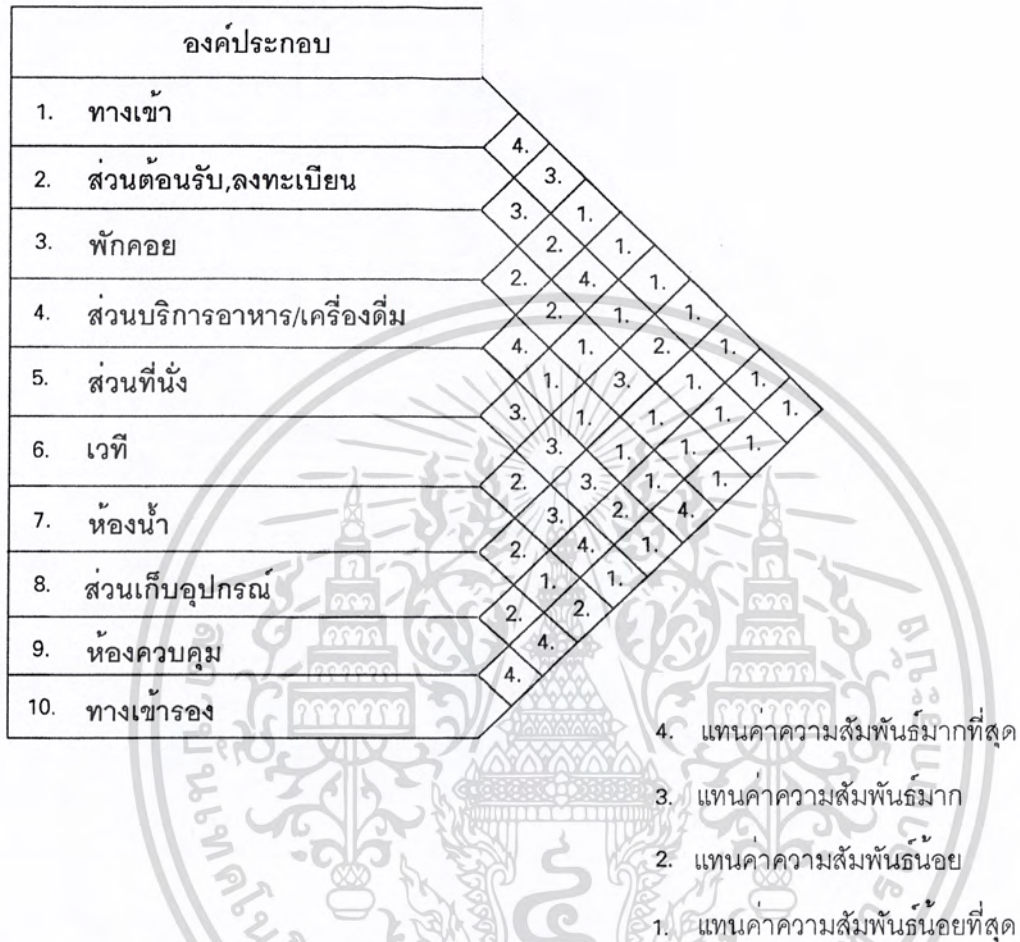 องค์ประกอบ
1. ทางเข้า
4.
2. ส่วนต้อนรับ,ลงทะเบียน
3.
3. 1.
3. พักคอย
2. 1.
2. 4. 1.
4. ส่วนบริการอาหาร/เครื่องดื่ม
2. 1. 1.
4. 1. 2. 1.
5. ส่วนที่นั่ง
1. 3. 1. 1.
3. 1. 1. 1. 1.
6. เวที
3. 1. 1. 1.
2. 3. 1. 1.
7. ห้องน้ำ
3. 2. 4.
2. 4. 1.
8. ส่วนเก็บอุปกรณ์
1. 1.
2. 2.
9. ห้องควบคุม
4.
4.
10. ทางเข้ารอง
4. แทนค่าความสัมพันธ์มากที่สุด
3. แทนค่าความสัมพันธ์มาก
2. แทนค่าความสัมพันธ์น้อย
1. แทนค่าความสัมพันธ์น้อยที่สุด